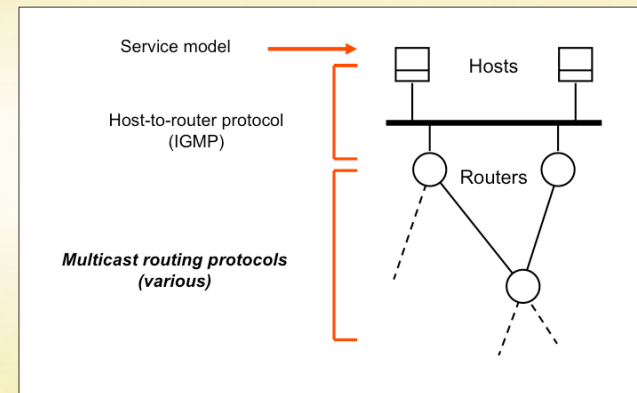 Service model
Hosts
Host-to-router protocol
(IGMP)
Routers
Multicast routing protocols
(various)